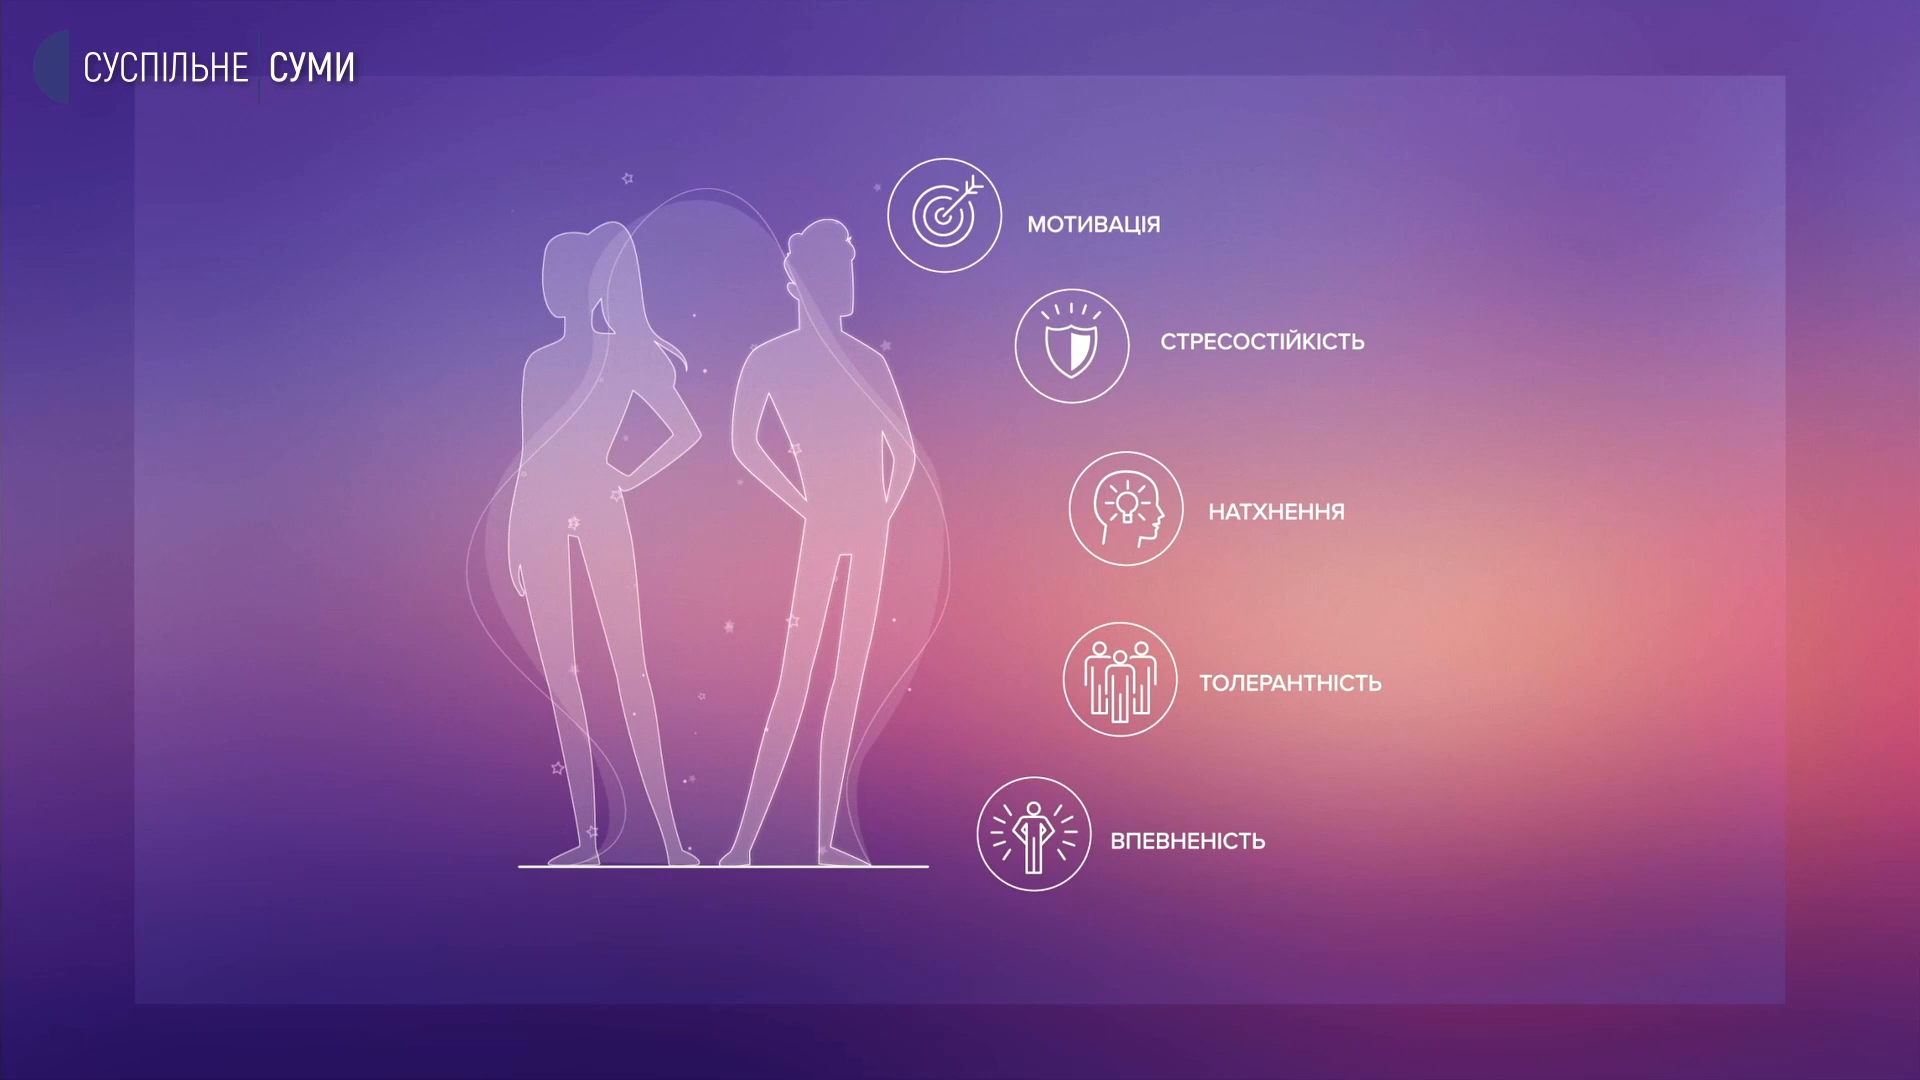 СУСПІЛЬНЕ СУМИ
МОТИВАЦІЯ
СТРЕСОСТІЙКІСТЬ
НАТХНЕННЯ
ТОЛЕРАНТНІСТЬ
ВПЕВНЕНІСТЬ